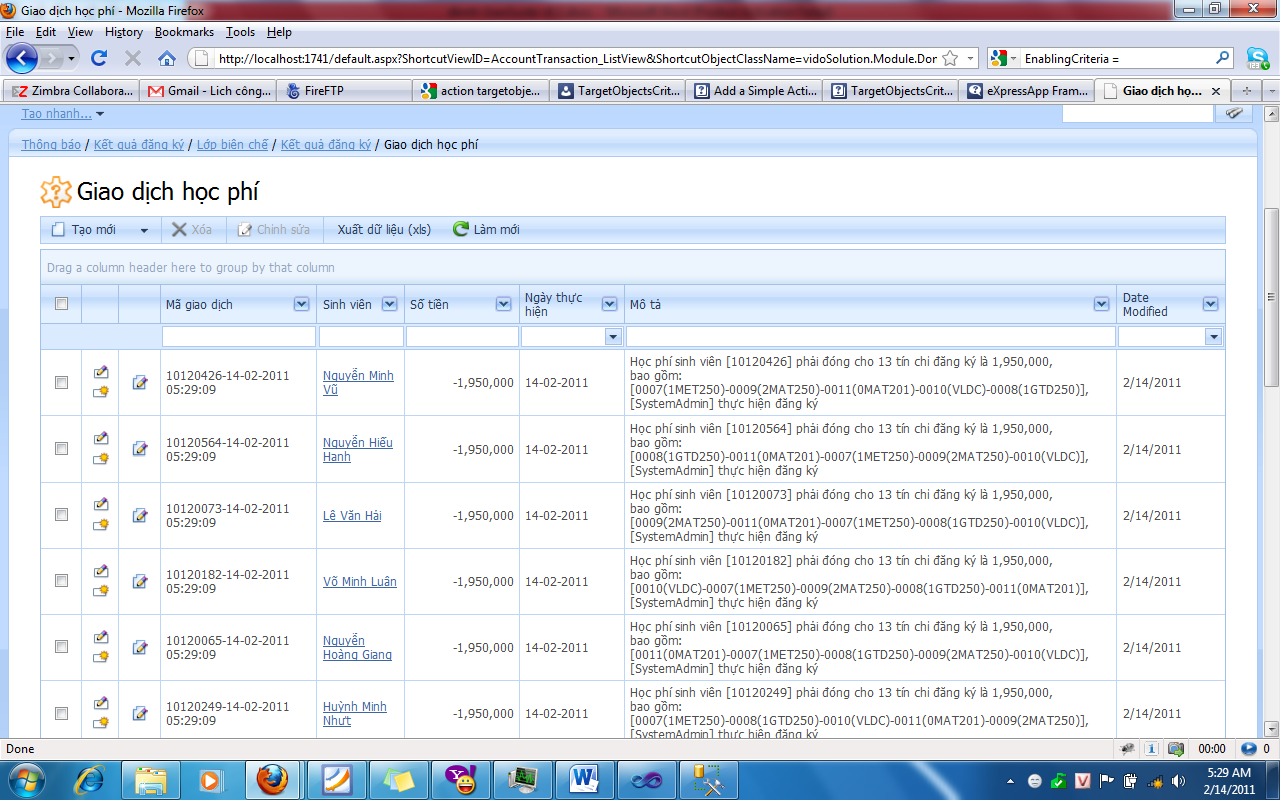 Giao dịch học phí - Mozilla Firefox
File Edit View History Bookmarks Tools Help
http://localhost:1741/default.aspx?ShortcutViewID=AccountTransaction_ListView&ShortcutObjectClassName=vidoSolution.Module.Dor
EnablingCriteria =
Zimbra Collabora...
Gmail - Lich công...
FireFTP
action targetobje...
TargetObjectsCrit...
Add a Simple Acti...
TargetObjectsCrit...
eXpressApp Fram...
Giao dịch họ...
Tạo nhanh...
Thông báo / Kết quả đăng ký / Lớp biên chế / Kết quả đăng ký / Giao dịch học phí
Giao dịch học phí
Tạo mới Xóa Chỉnh sửa Xuất dữ liệu (xls) Làm mới
Drag a column header here to group by that column
Mã giao dịch Sinh viên Số tiền Ngày thực hiện Mô tả Date Modified
10120426-14-02-2011 05:29:09 Nguyễn Minh Vũ -1,950,000 14-02-2011
Học phí sinh viên [10120426] phải đóng cho 13 tín chỉ đăng ký là 1,950,000,
bao gồm:
[0007(1MET250)-0009(2MAT250)-0011(0MAT201)-0010(VLDC)-0008(1GTD250)],
[SystemAdmin] thực hiện đăng ký
2/14/2011
10120564-14-02-2011 05:29:09 Nguyễn Hiếu Hanh -1,950,000 14-02-2011
Học phí sinh viên [10120564] phải đóng cho 13 tín chỉ đăng ký là 1,950,000,
bao gồm:
[0008(1GTD250)-0011(0MAT201)-0007(1MET250)-0009(2MAT250)-0010(VLDC)],
[SystemAdmin] thực hiện đăng ký
2/14/2011
10120073-14-02-2011 05:29:09 Lê Văn Hải -1,950,000 14-02-2011
Học phí sinh viên [10120073] phải đóng cho 13 tín chỉ đăng ký là 1,950,000,
bao gồm:
[0009(2MAT250)-0011(0MAT201)-0007(1MET250)-0008(1GTD250)-0010(VLDC)],
[SystemAdmin] thực hiện đăng ký
2/14/2011
10120182-14-02-2011 05:29:09 Võ Minh Luân -1,950,000 14-02-2011
Học phí sinh viên [10120182] phải đóng cho 13 tín chỉ đăng ký là 1,950,000,
bao gồm:
[0010(VLDC)-0007(1MET250)-0009(2MAT250)-0008(1GTD250)-0011(0MAT201)],
[SystemAdmin] thực hiện đăng ký
2/14/2011
10120065-14-02-2011 05:29:09 Nguyễn Hoàng Giang -1,950,000 14-02-2011
Học phí sinh viên [10120065] phải đóng cho 13 tín chỉ đăng ký là 1,950,000,
bao gồm:
[0011(0MAT201)-0007(1MET250)-0008(1GTD250)-0009(2MAT250)-0010(VLDC)],
[SystemAdmin] thực hiện đăng ký
2/14/2011
10120249-14-02-2011 05:29:09 Huỳnh Minh Nhựt -1,950,000 14-02-2011
Học phí sinh viên [10120249] phải đóng cho 13 tín chỉ đăng ký là 1,950,000,
bao gồm:
[0007(1MET250)-0008(1GTD250)-0010(VLDC)-0011(0MAT201)-0009(2MAT250)],
[SystemAdmin] thực hiện đăng ký
2/14/2011
Done
00:00
0
5:29 AM
2/14/2011